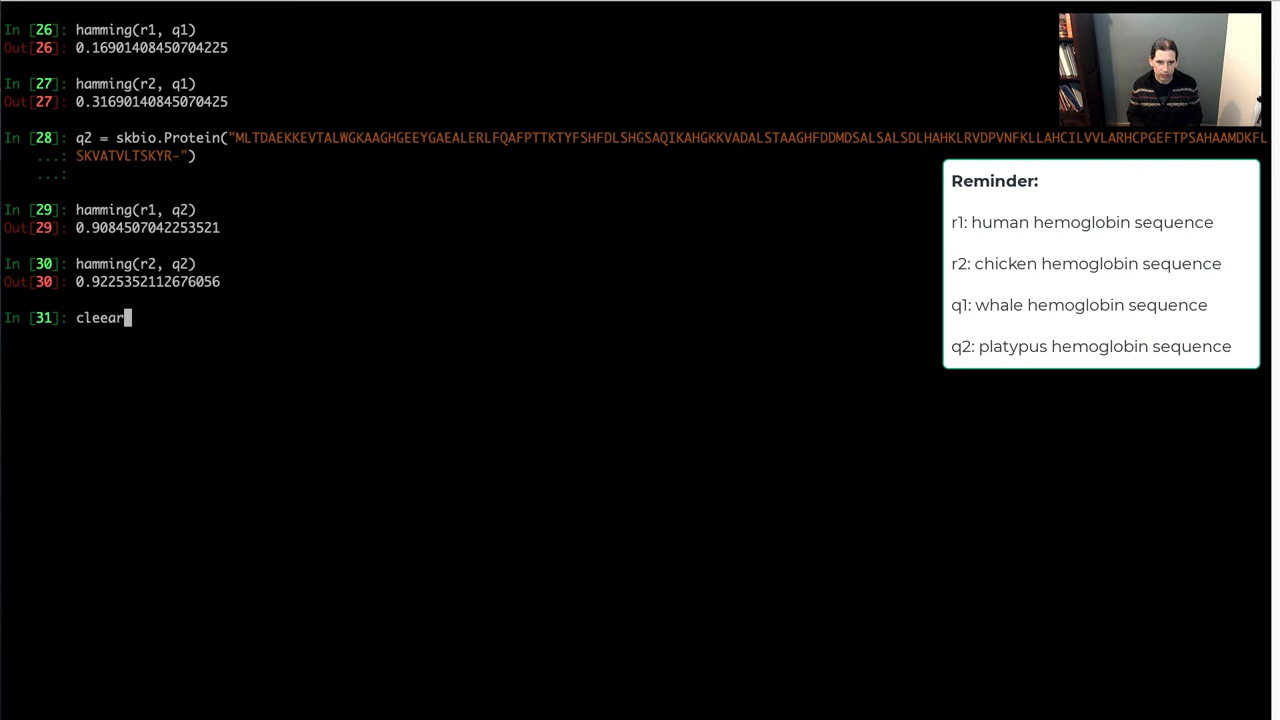 In [26]: hamming(r1, q1)
Out[26]: 0.16901408450704225
In [27]: hamming(r2, q1)
Out[27]: 0.31690140845070425
In [28]: q2 = skbio.Protein("MLTDAEKKEVTALWGKAAGHGEEYGAEALERLFQAFPTTKTYFSHFDLSHGSAQIKAHGKKVADALSTAAGHFDDMDSALSALSDLHAHKLRVDPVNFKLLAHCILVVLARHCPGEFTPSAHAAMDKFL
...: SKVATVLTSKYR-")
...:
In [29]: hamming(r1, q2)
Out[29]: 0.9084507042253521
In [30]: hamming(r2, q2)
Out[30]: 0.9225352112676056
In [31]: cleear
Reminder:
r1: human hemoglobin sequence
r2: chicken hemoglobin sequence
q1: whale hemoglobin sequence
q2: platypus hemoglobin sequence